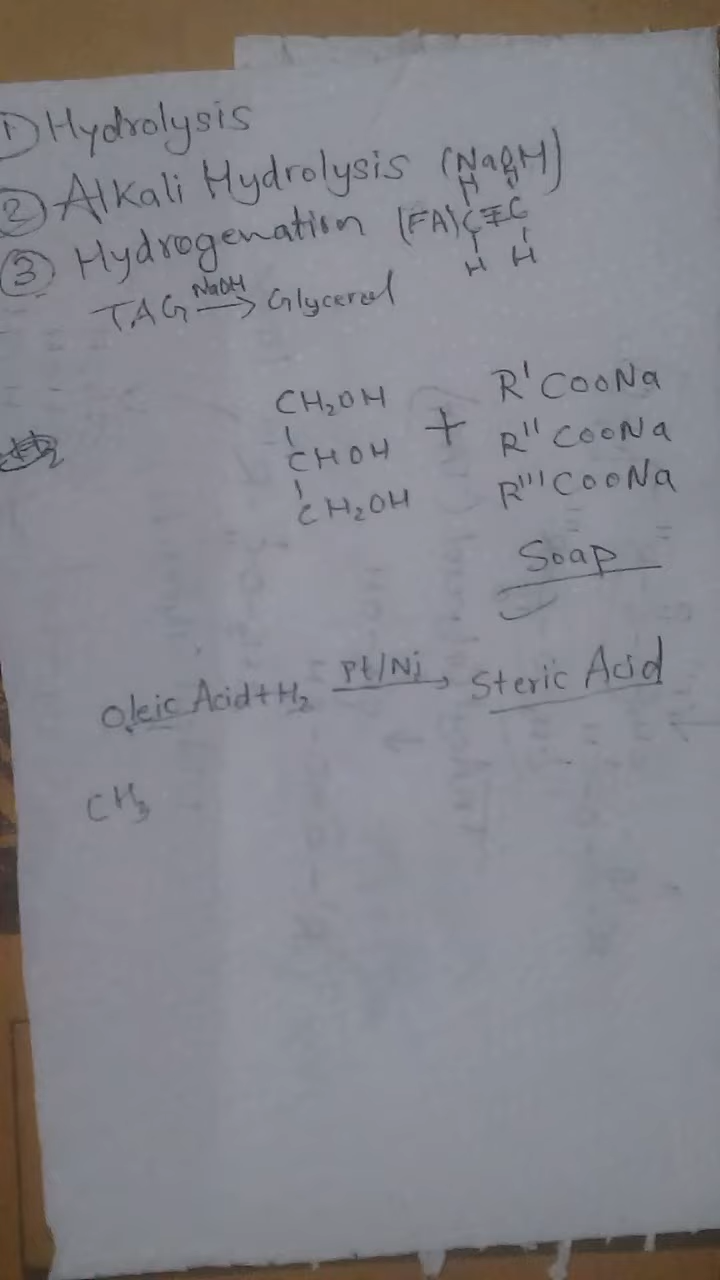 ① Hydrolysis
② Alkali Hydrolysis (NaOH)
③ Hydrogenation (FA)
H H
C=C
H H
TAG NaOH→ Glycerol
CH₂OH + R'COONa
CHOH R''COONa
CH₂OH R'''COONa
Soap
Oleic Acid + H₂ Pt/Ni→ Steric Acid
CH₃